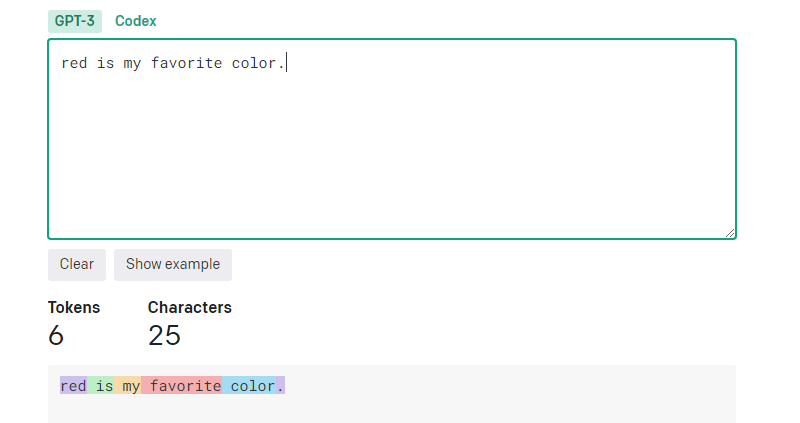 GPT-3 Codex
red is my favorite color.
Clear Show example
Tokens Characters
6 25
red is my favorite color.